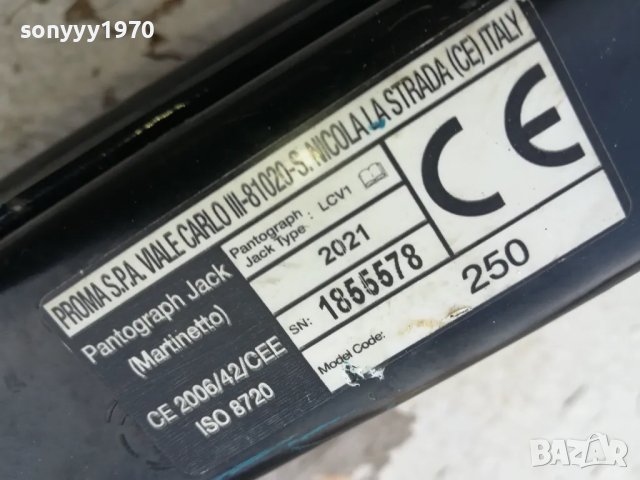 sonyyy1970
PROMA S.P.A. VIALE CARLO III-81020-S. NICOLA LA STRADA (CE) ITALY
Pantograph Jack
(Martinetto)
CE 2006/42/CEE
ISO 8720
Pantograph
Jack Type: LCV1
2021
SN: 1855578
Model Code: 250
CE
BAZAR